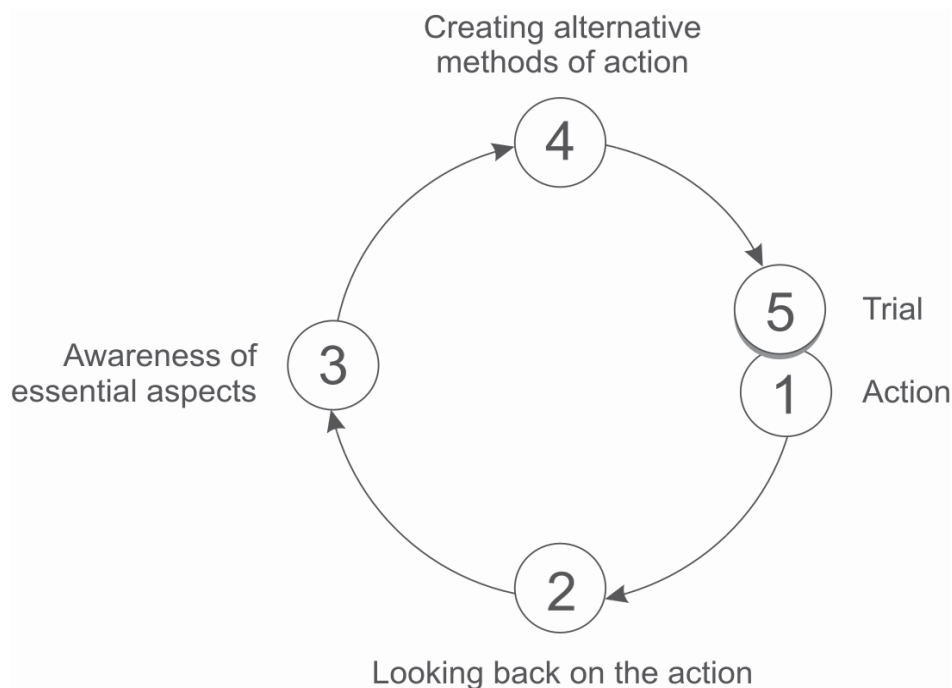 Creating alternative
methods of action
4
5
Trial
3
Awareness of
essential aspects
1
Action
2
Looking back on the action